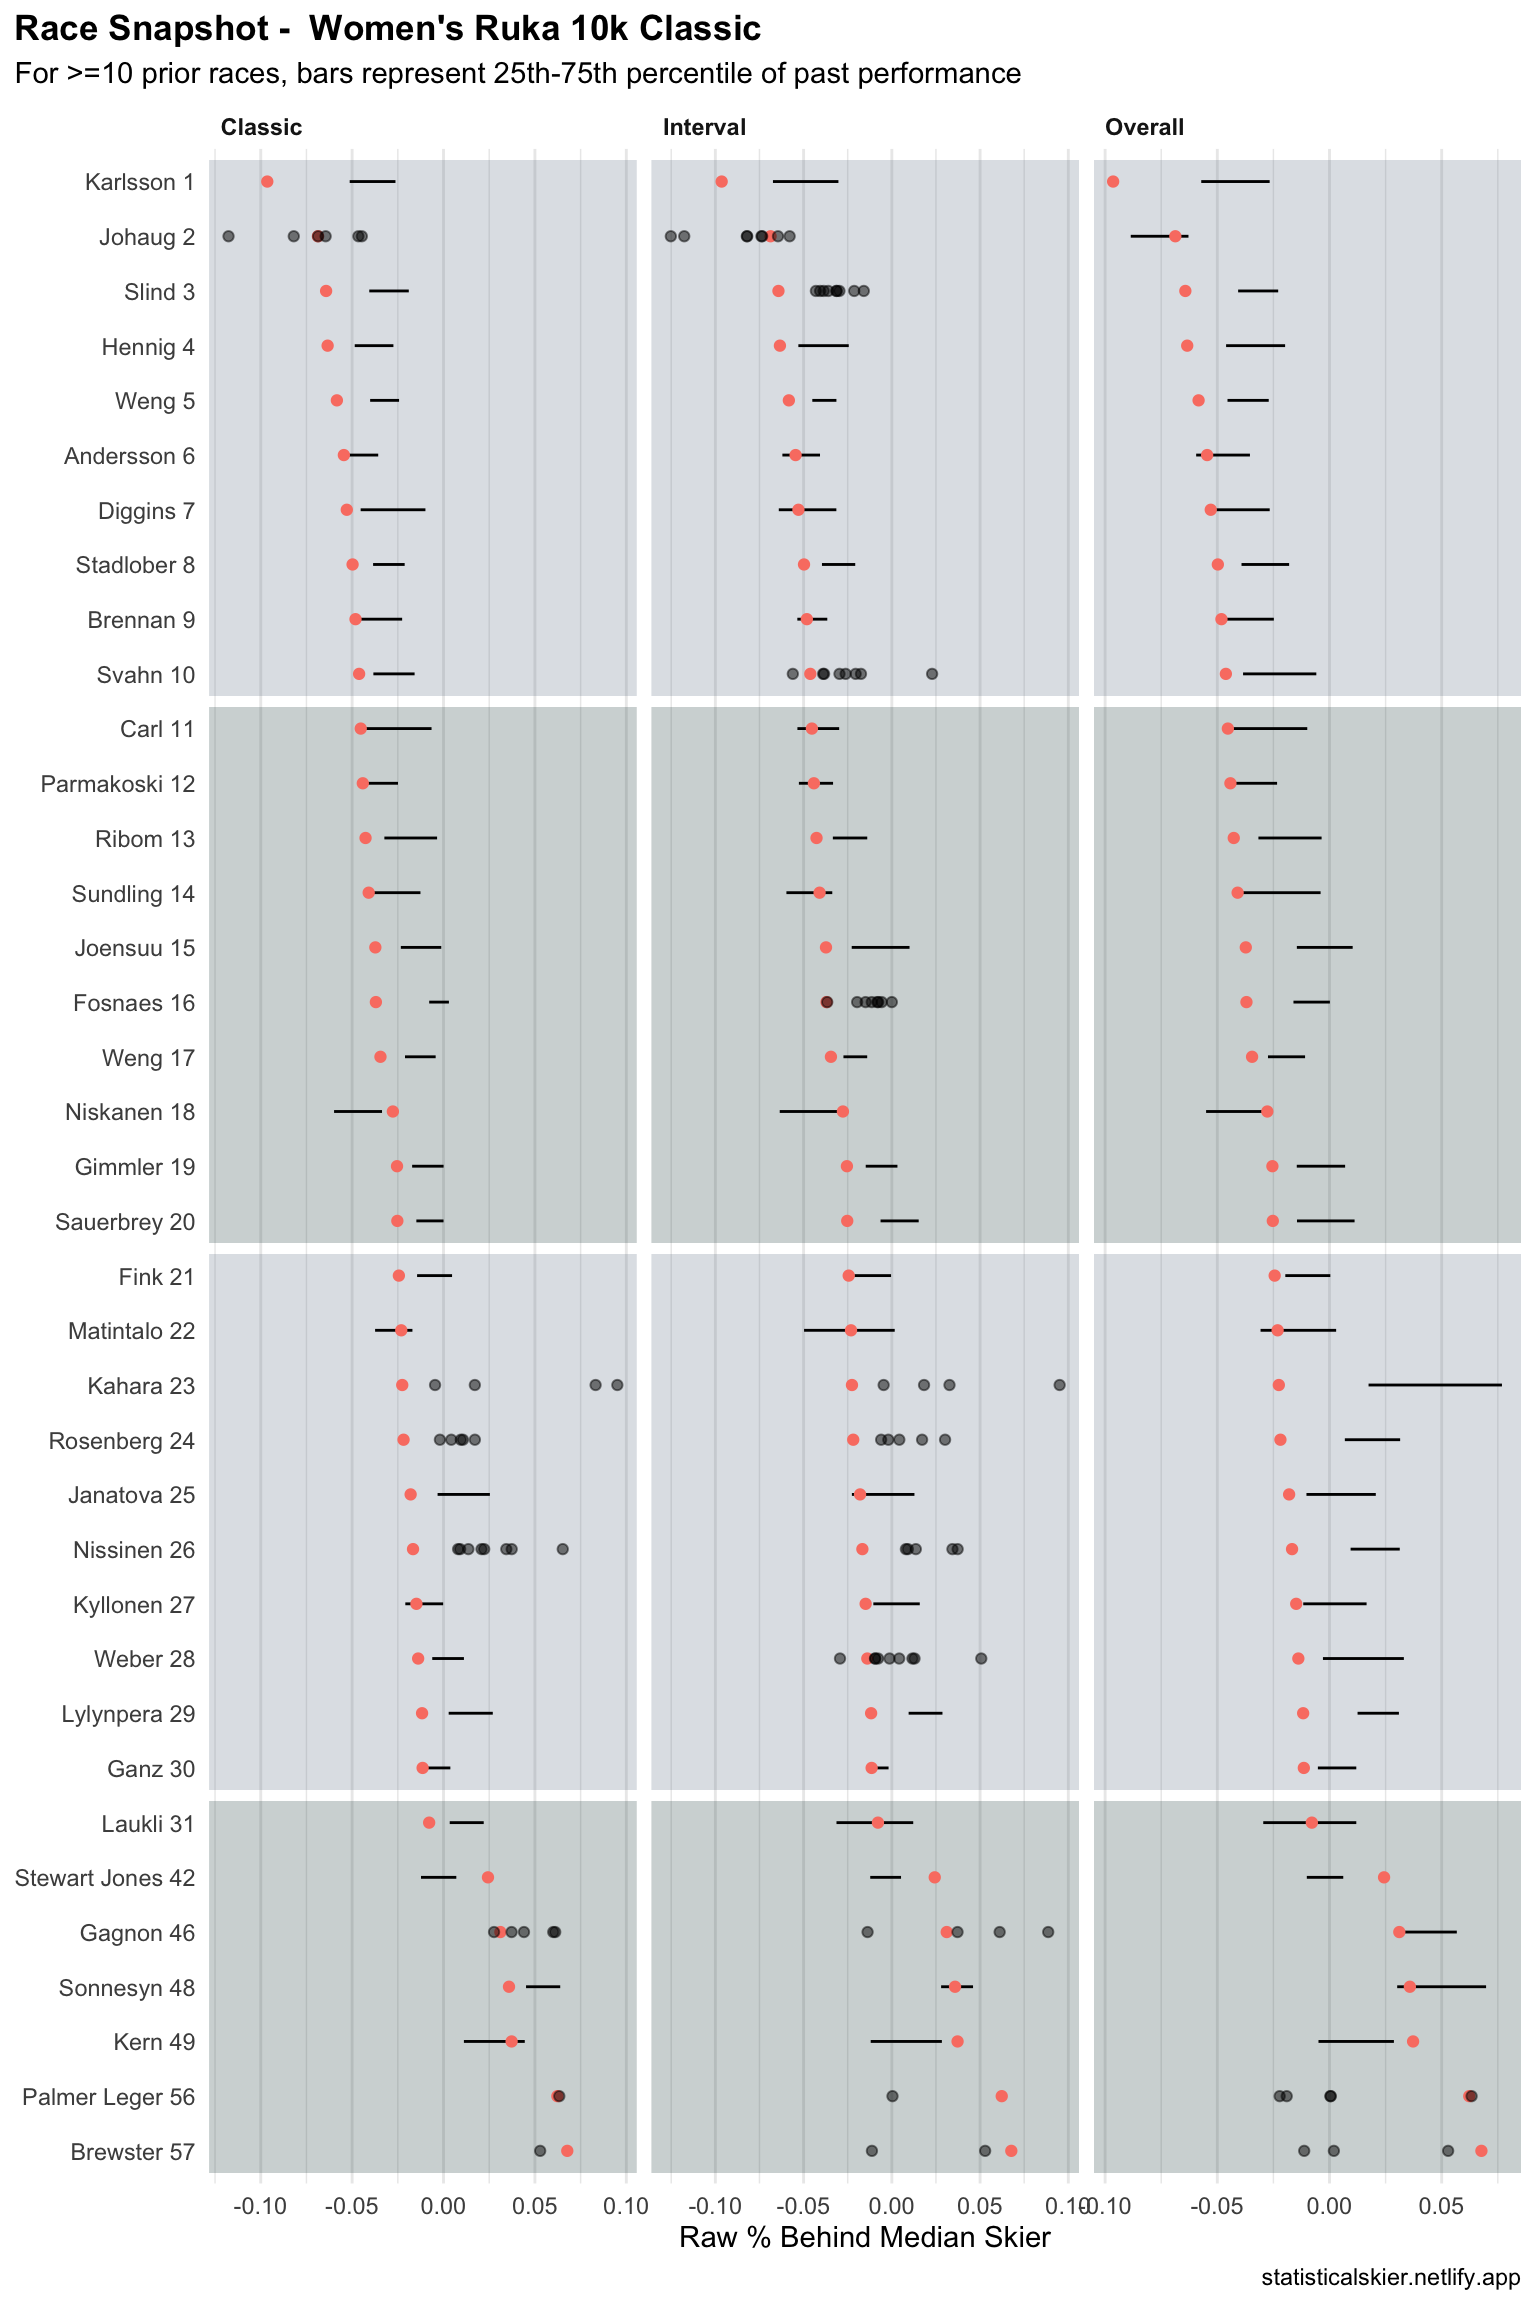 Race Snapshot -  Women's Ruka 10k Classic
For >=10 prior races, bars represent 25th-75th percentile of past performance
Classic Interval Overall
Karlsson 1
Johaug 2
Slind 3
Hennig 4
Weng 5
Andersson 6
Diggins 7
Stadlober 8
Brennan 9
Svahn 10
Carl 11
Parmakoski 12
Ribom 13
Sundling 14
Joensuu 15
Fosnaes 16
Weng 17
Niskanen 18
Gimmler 19
Sauerbrey 20
Fink 21
Matintalo 22
Kahara 23
Rosenberg 24
Janatova 25
Nissinen 26
Kyllonen 27
Weber 28
Lylynpera 29
Ganz 30
Laukli 31
Stewart Jones 42
Gagnon 46
Sonnesyn 48
Kern 49
Palmer Leger 56
Brewster 57
-0.10 -0.05 0.00 0.05 0.10 -0.10 -0.05 0.00 0.05 0.10 -0.10 -0.05 0.00 0.05
Raw % Behind Median Skier
statisticalskier.netlify.app